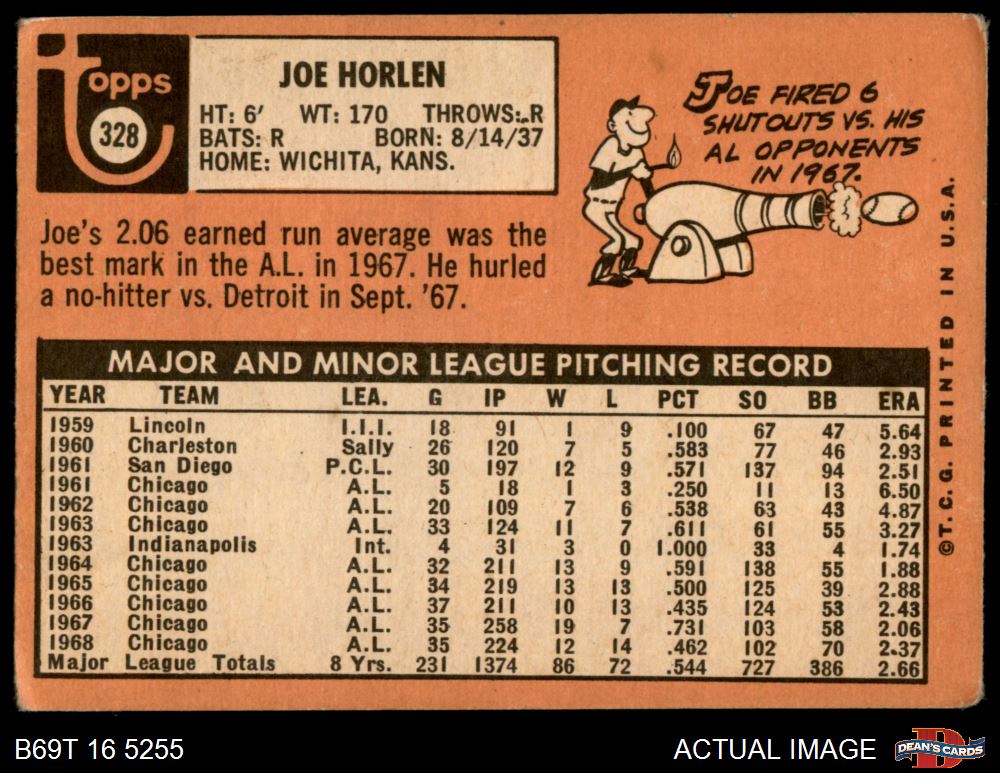 Topps
328
JOE HORLEN
HT: 6' WT: 170 THROWS: R
BATS: R BORN: 8/14/37
HOME: WICHITA, KANS.
JOE FIRED 6
SHUTOUTS VS. HIS
AL OPPONENTS
IN 1967.
Joe's 2.06 earned run average was the
best mark in the A.L. in 1967. He hurled
a no-hitter vs. Detroit in Sept. '67.
MAJOR AND MINOR LEAGUE PITCHING RECORD
YEAR TEAM LEA. G IP W L PCT SO BB ERA
1959 Lincoln I.I.I. 18 91 1 9 .100 67 47 5.64
1960 Charleston Sally 26 120 7 5 .583 77 46 2.93
1961 San Diego P.C.L. 30 197 12 9 .571 137 94 2.51
1961 Chicago A.L. 5 18 1 3 .250 11 13 6.50
1962 Chicago A.L. 20 109 7 6 .538 63 43 4.87
1963 Chicago A.L. 33 124 11 7 .611 61 55 3.27
1963 Indianapolis Int. 4 31 3 0 1.000 33 4 1.74
1964 Chicago A.L. 32 211 13 9 .591 138 55 1.88
1965 Chicago A.L. 34 219 13 13 .500 125 39 2.88
1966 Chicago A.L. 37 211 10 13 .435 124 53 2.43
1967 Chicago A.L. 35 258 19 7 .731 103 58 2.06
1968 Chicago A.L. 35 224 12 14 .462 102 70 2.37
Major League Totals 8 Yrs. 231 1374 86 72 .544 727 386 2.66
©T.C.G. PRINTED IN U.S.A.
B69T 16 5255
ACTUAL IMAGE
D
DEAN'S CARDS